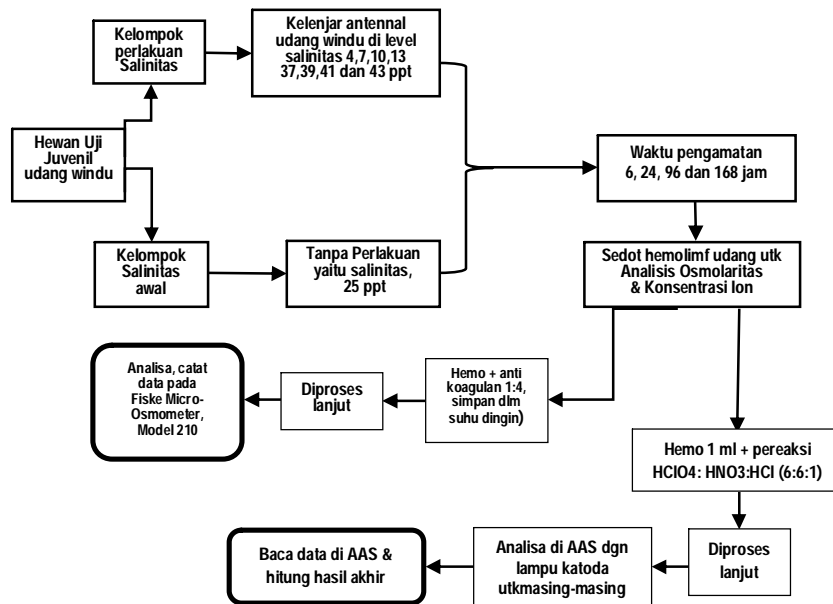 Kelompok
perlakuan
Salinitas
Kelenjar antennal
udang windu di level
salinitas 4,7,10,13
37,39,41 dan 43 ppt
Hewan Uji
Juvenil
udang windu
Waktu pengamatan
6, 24, 96 dan 168 jam
Kelompok
Salinitas
awal
Tanpa Perlakuan
yaitu salinitas,
25 ppt
Sedot hemolimf udang utk
Analisis Osmolaritas
& Konsentrasi Ion
Analisa, catat
data pada
Fiske Micro-
Osmometer,
Model 210
Diproses
lanjut
Hemo + anti
koagulan 1:4,
simpan dlm
suhu dingin)
Hemo 1 ml + pereaksi
HClO4: HNO3:HCl (6:6:1)
Baca data di AAS &
hitung hasil akhir
Analisa di AAS dgn
lampu katoda
utkmasing-masing
Diproses
lanjut